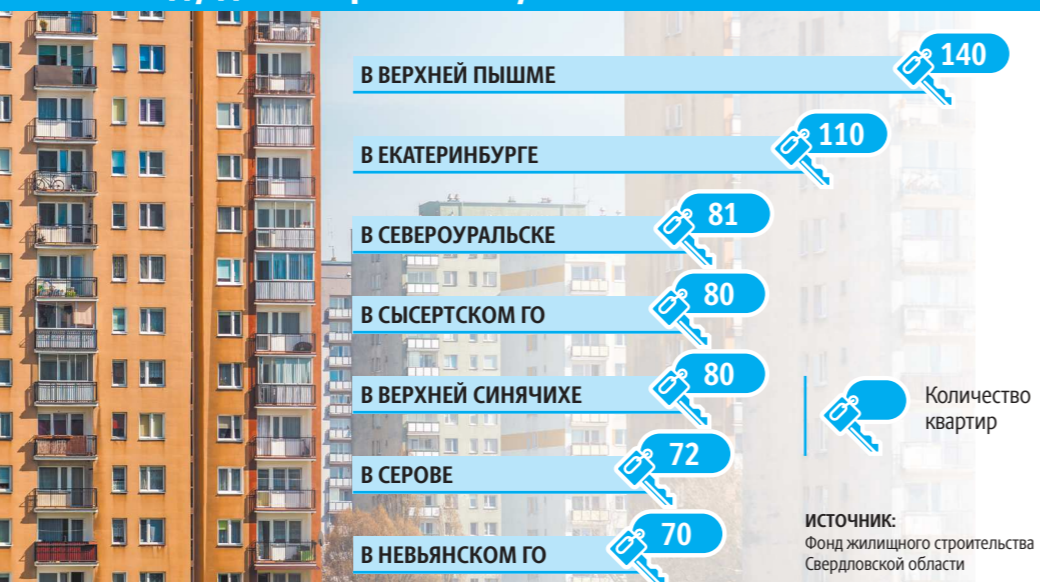 В ВЕРХНЕЙ ПЫШМЕ
140
В ЕКАТЕРИНБУРГЕ
110
В СЕВЕРОУРАЛЬСКЕ
81
В СЫСЕРТСКОМ ГО
80
В ВЕРХНЕЙ СИНЯЧИХЕ
80
В СЕРОВЕ
72
В НЕВЬЯНСКОМ ГО
70
Количество
квартир
ИСТОЧНИК:
Фонд жилищного строительства
Свердловской области